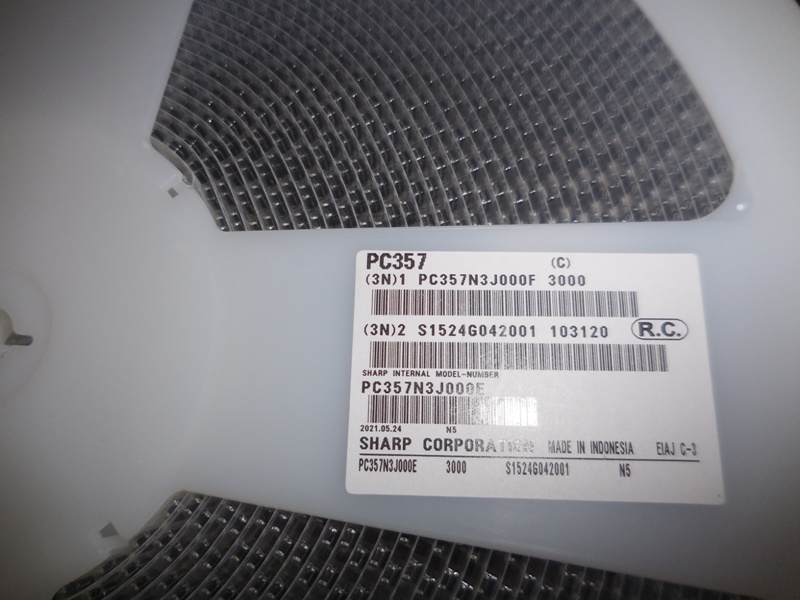 PC357 (C)
(3N)1 PC357N3J000F 3000
(3N)2 S1524G042001 103120 R.C.
SHARP INTERNAL MODEL-NUMBER
PC357N3J000E
2021.05.24 N5
SHARP CORPORATION MADE IN INDONESIA EIAJ C-3
PC357N3J000E 3000 S1524G042001 N5